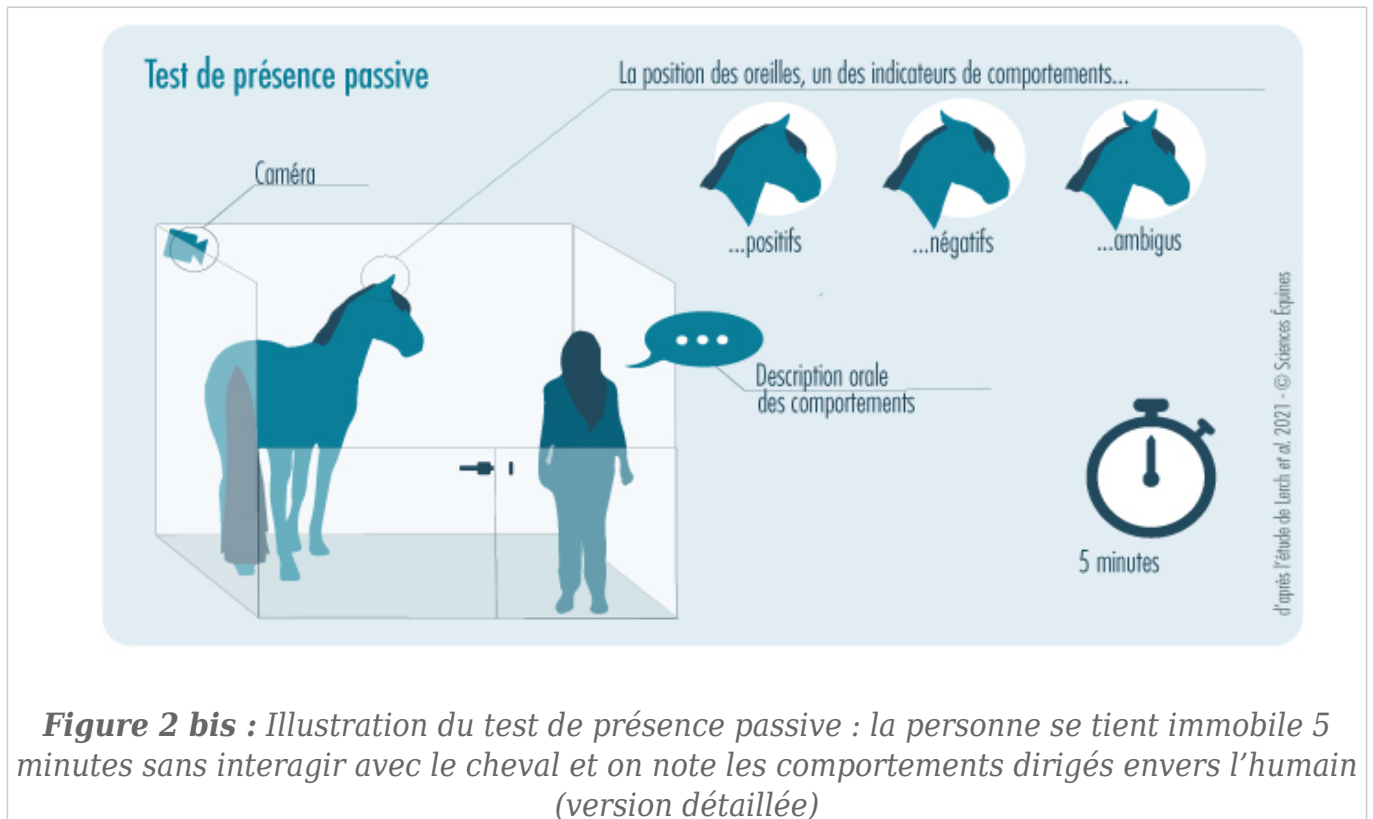 Test de présence passive
La position des oreilles, un des indicateurs de comportements...
...positifs
...négatifs
...ambigus
Caméra
Description orale
des comportements
5 minutes
d'après l'étude de Lerch et al. 2021 - © Sciences Équines
Figure 2 bis : Illustration du test de présence passive : la personne se tient immobile 5
minutes sans interagir avec le cheval et on note les comportements dirigés envers l'humain
(version détaillée)